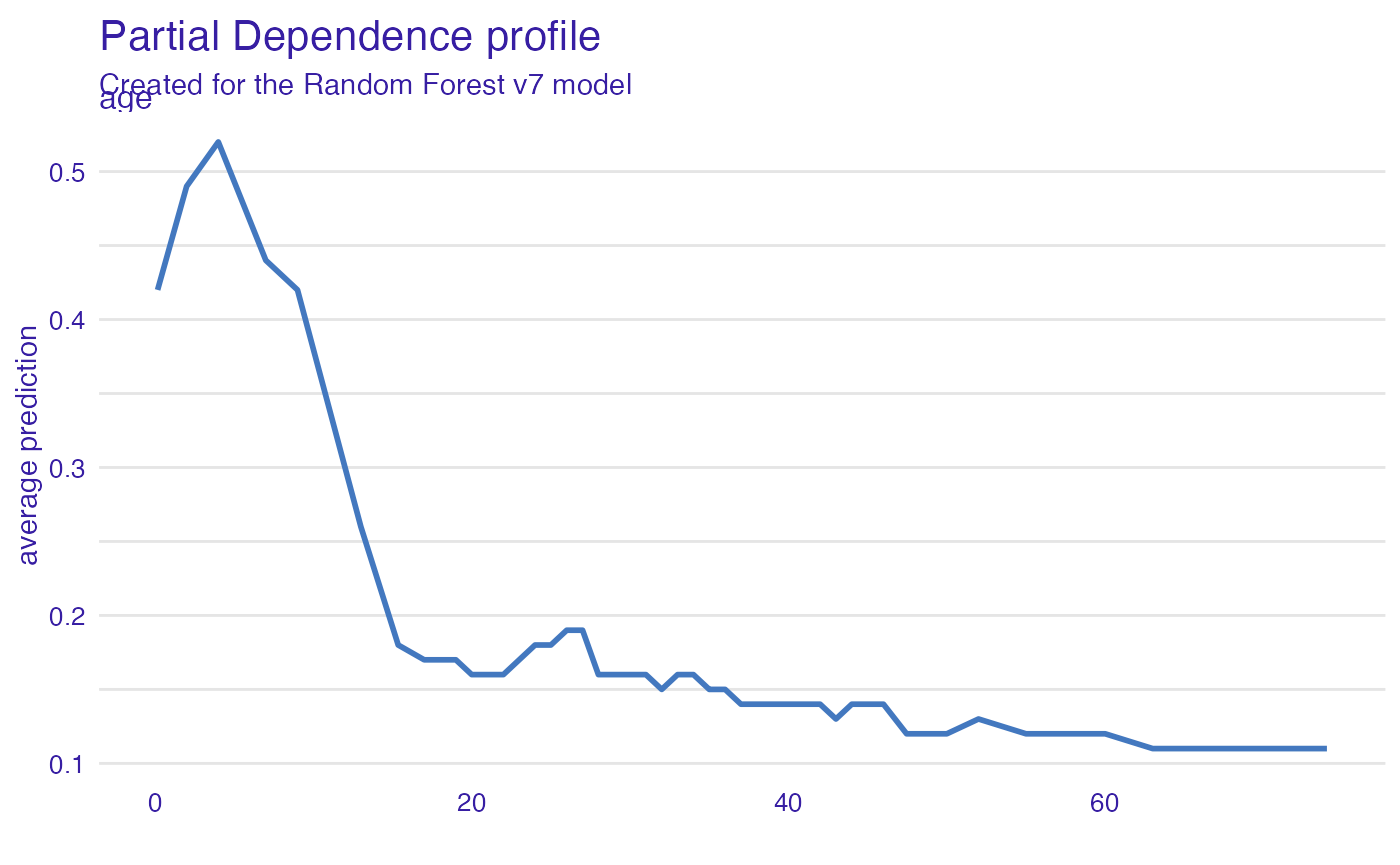 Partial Dependence profile
Created for the Random Forest v7 model
age
average prediction
0.5
0.4
0.3
0.2
0.1
0 20 40 60